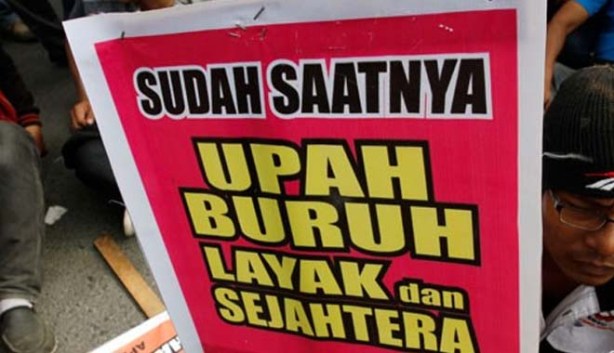 SUDAH SAATNYA
UPAH
BURUH
LAYAK dan
SEJAHTERA